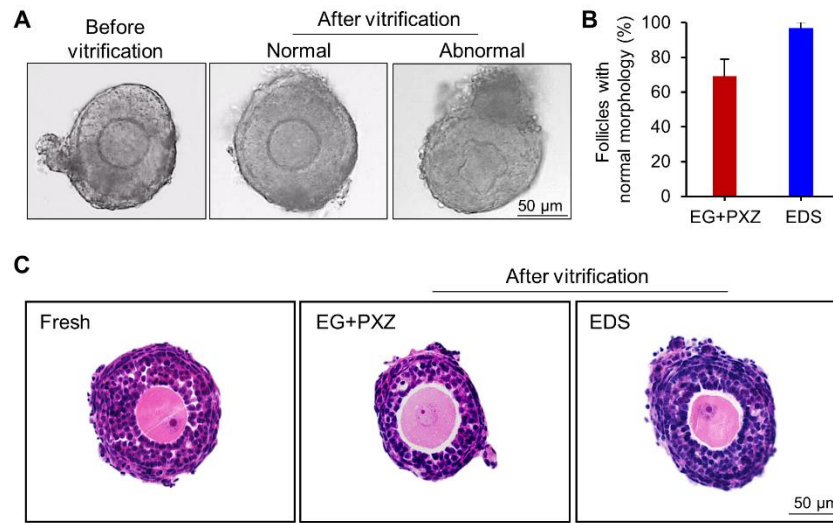 A
Before
vitrification
After vitrification
Normal
Abnormal
50 µm
B
Follicles with
normal morphology (%)
100
80
60
40
20
0
EG+PXZ
EDS
C
After vitrification
Fresh
EG+PXZ
EDS
50 µm